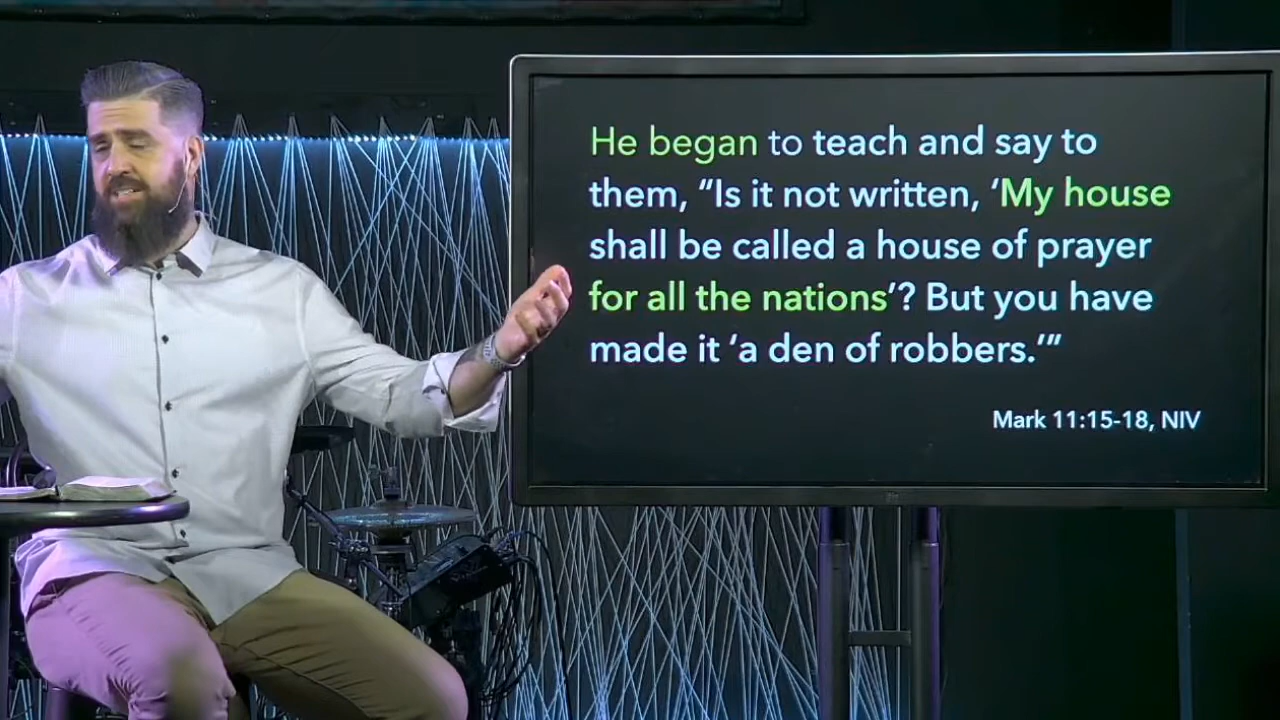 He began to teach and say to
them, “Is it not written, ‘My house
shall be called a house of prayer
for all the nations’? But you have
made it ‘a den of robbers.’”
Mark 11:15-18, NIV